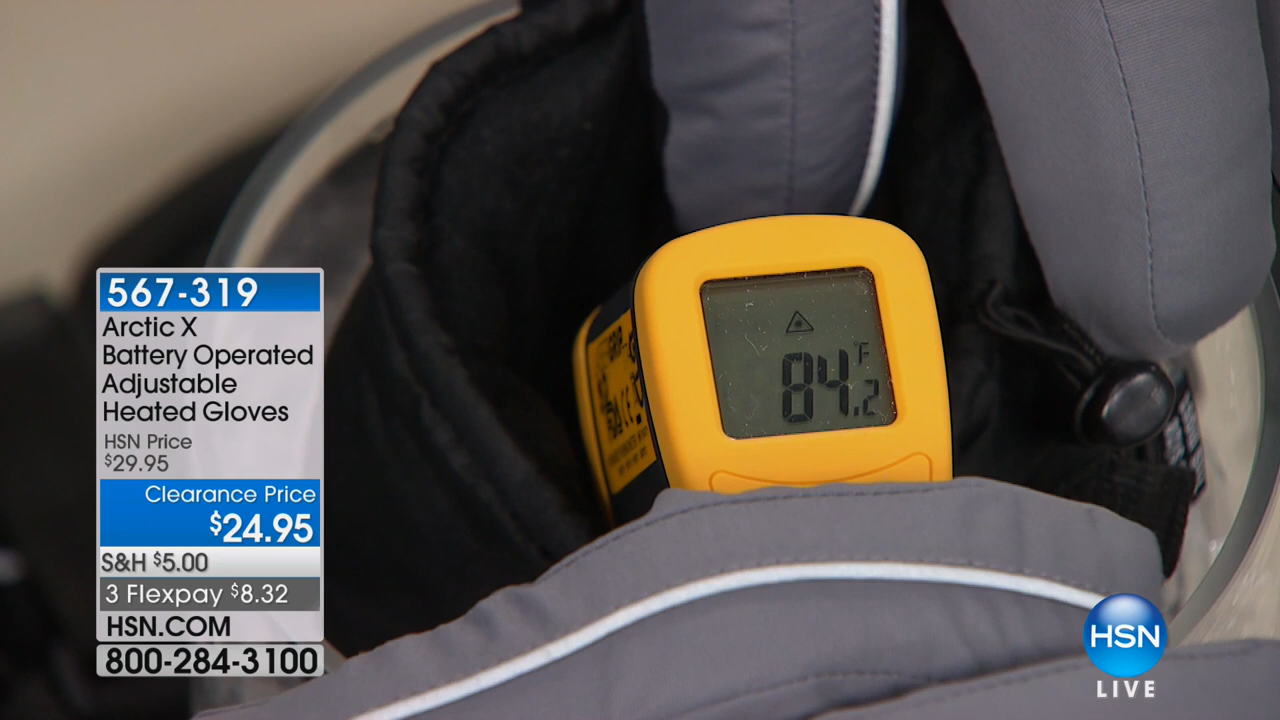 567-319
Arctic X
Battery Operated
Adjustable
Heated Gloves
HSN Price
$29.95
Clearance Price
$24.95
S&H $5.00
3 Flexpay $8.32
HSN.COM
800-284-3100
84.2 °F
HSN
LIVE